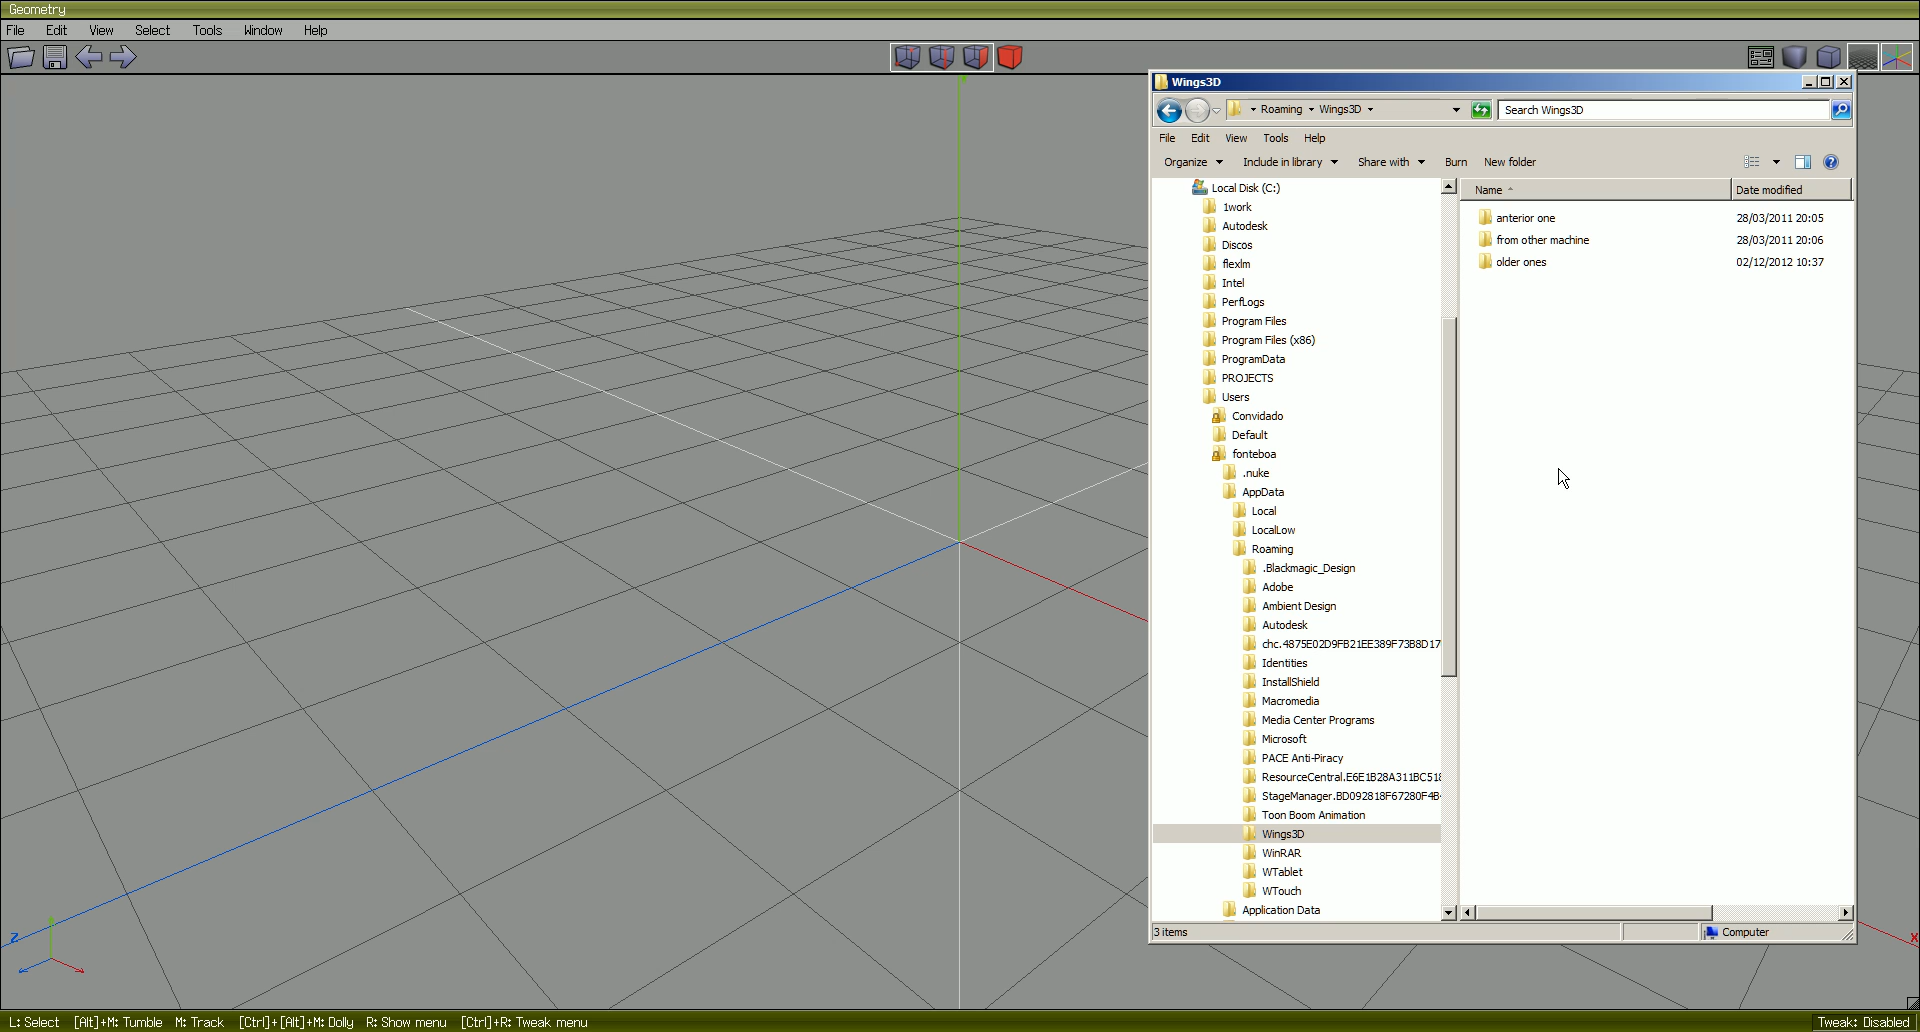 Geometry
File Edit View Select Tools Window Help
Wings3D
Roaming Wings3D
Search Wings3D
File Edit View Tools Help
Organize Include in library Share with Burn New folder
Local Disk (C:)
1work
Autodesk
Discos
flexlm
Intel
PerfLogs
Program Files
Program Files (x86)
ProgramData
PROJECTS
Users
Convidado
Default
fonteboa
.nuke
AppData
Local
LocalLow
Roaming
.Blackmagic_Design
Adobe
Ambient Design
Autodesk
chc.4875E02D9FB21EE389F73B8D17
Identities
InstallShield
Macromedia
Media Center Programs
Microsoft
PACE Anti-Piracy
ResourceCentral.E6E1B28A311BC518
StageManager.BD092818F67280F4B
Toon Boom Animation
Wings3D
WinRAR
WTablet
WTouch
Application Data
Name Date modified
anterior one 28/03/2011 20:05
from other machine 28/03/2011 20:06
older ones 02/12/2012 10:37
3 items
Computer
Z
X
L: Select [Alt]+M: Tumble M: Track [Ctrl]+[Alt]+M: Dolly R: Show menu [Ctrl]+R: Tweak menu
Tweak: Disabled